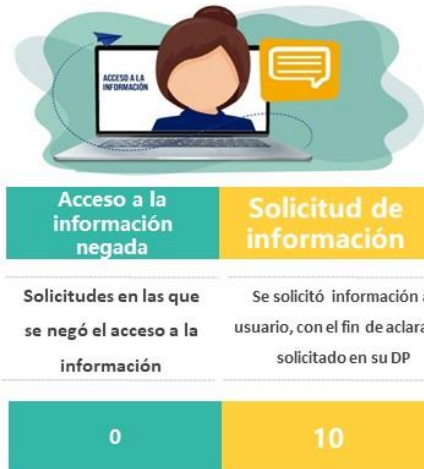 ACCESO A LA
INFORMACIÓN
Acceso a la
información
negada
Solicitud de
información
Solicitudes en las que
se negó el acceso a la
información
Se solicitó información a
usuario, con el fin de aclara
solicitado en su DP
0
10